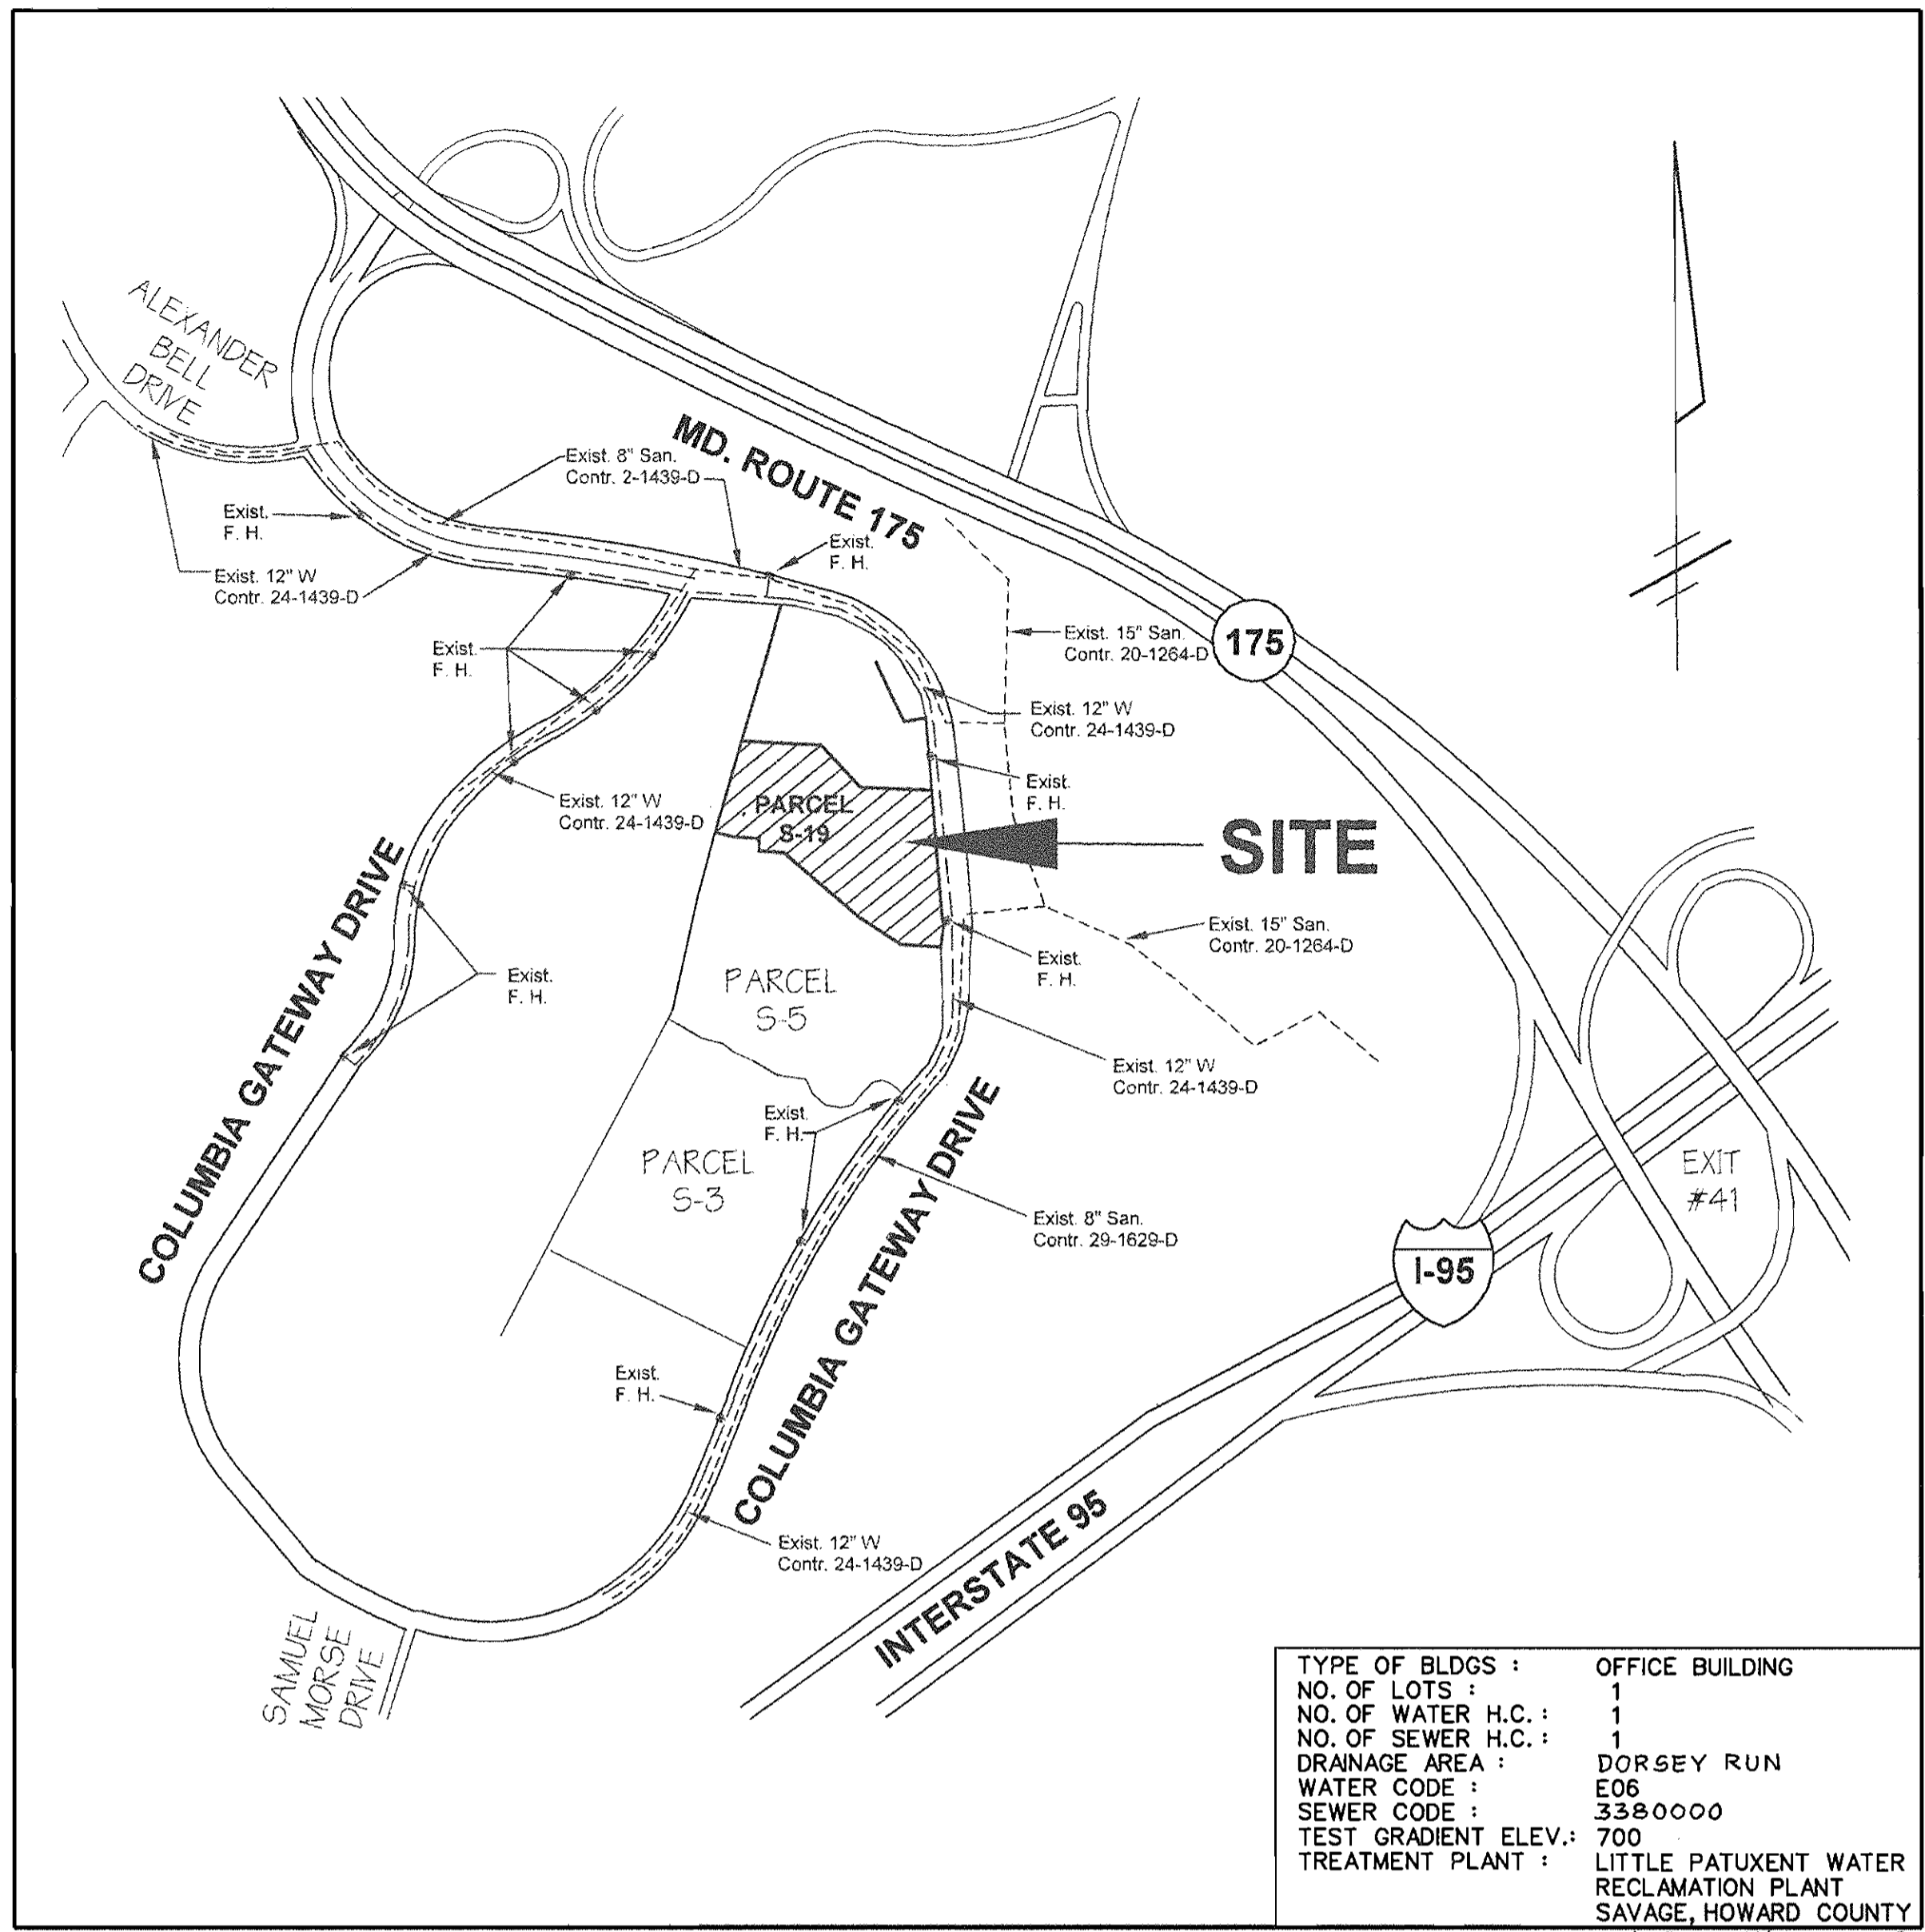 ALEXANDER
BELL
DRIVE
MD. ROUTE 175
Exist. 8" San.
Contr. 2-1439-D
Exist.
F. H.
Exist.
F. H.
Exist. 12" W
Contr. 24-1439-D
Exist. 15" San.
Contr. 20-1264-D
175
Exist.
F. H.
Exist. 12" W
Contr. 24-1439-D
Exist.
F. H.
Exist. 12" W
Contr. 24-1439-D
PARCEL
S-19
SITE
COLUMBIA GATEWAY DRIVE
Exist. 15" San.
Contr. 20-1264-D
Exist.
F. H.
Exist.
F. H.
PARCEL
S-5
Exist. 12" W
Contr. 24-1439-D
Exist.
F. H.
PARCEL
S-3
COLUMBIA GATEWAY DRIVE
EXIT
#41
Exist. 8" San.
Contr. 29-1629-D
I-95
Exist.
F. H.
Exist. 12" W
Contr. 24-1439-D
INTERSTATE 95
SAMUEL
MORSE
DRIVE
TYPE OF BLDGS : OFFICE BUILDING
NO. OF LOTS : 1
NO. OF WATER H.C. : 1
NO. OF SEWER H.C. : 1
DRAINAGE AREA : DORSEY RUN
WATER CODE : E06
SEWER CODE : 3380000
TEST GRADIENT ELEV.: 700
TREATMENT PLANT : LITTLE PATUXENT WATER
RECLAMATION PLANT
SAVAGE, HOWARD COUNTY